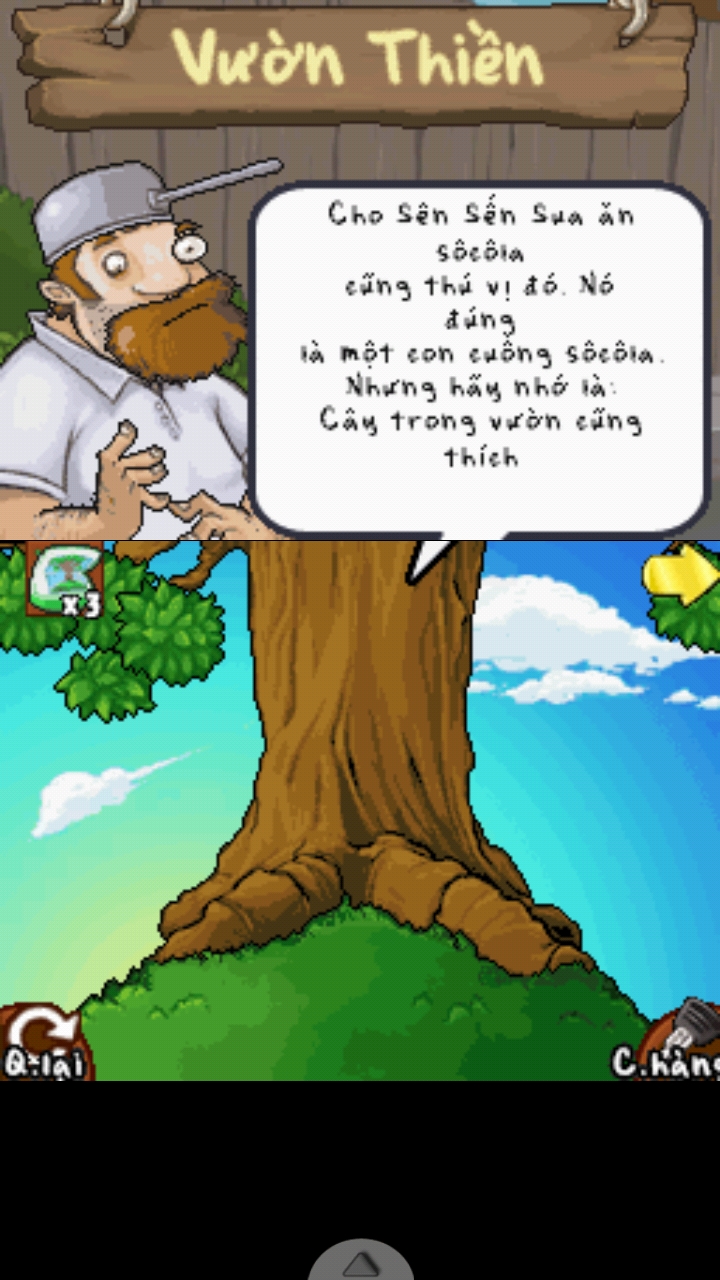 Vườn Thiền
Cho Sên Sến Sua ăn
sôcôla
cũng thú vị đó. Nó
đúng
là một con cuồng sôcôla.
Nhưng hãy nhớ là:
Cây trong vườn cũng
thích
x3
Q.lại
C.hàng